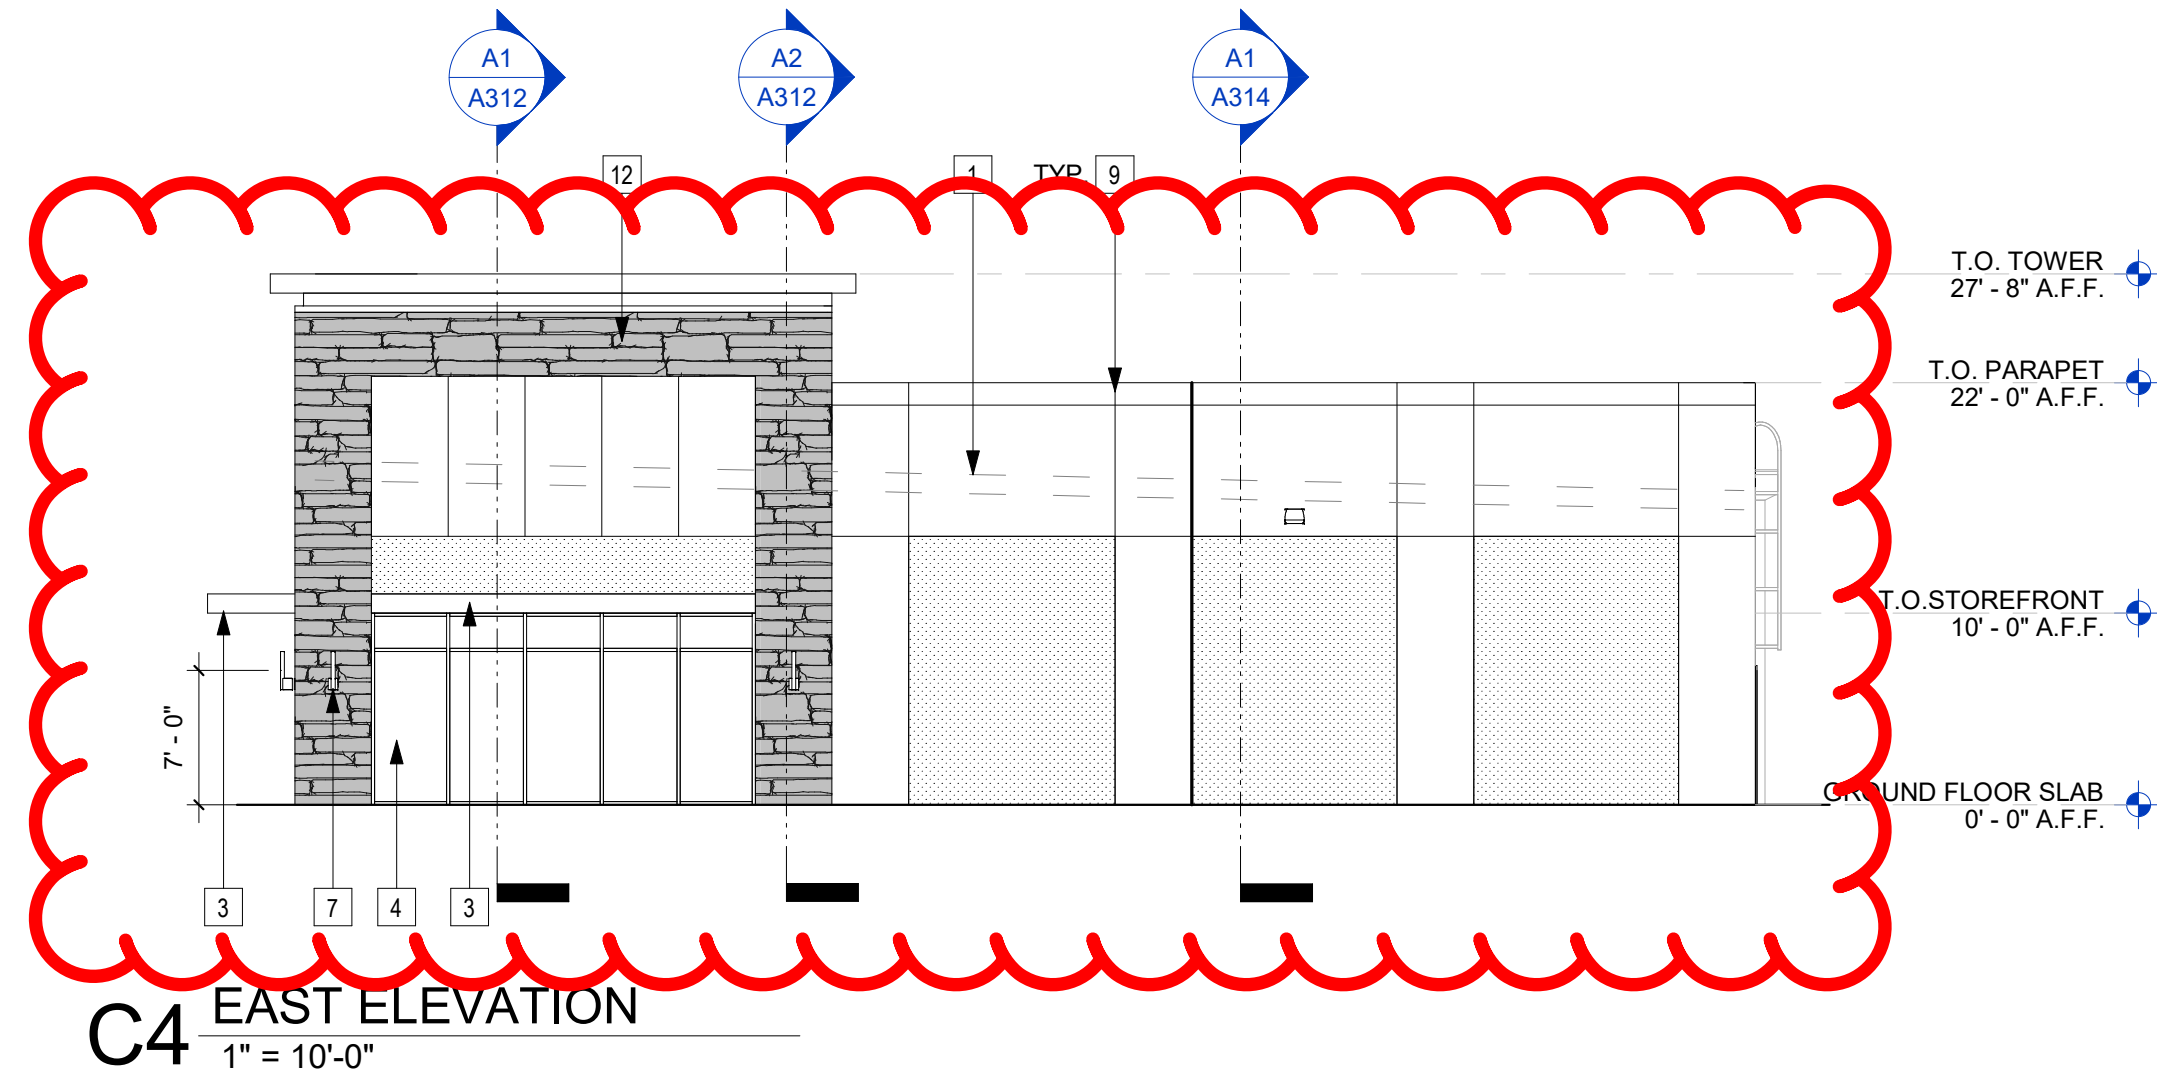 A1
A312
A2
A312
A1
A314
12
1
TYP.
9
T.O. TOWER
27' - 8" A.F.F.
T.O. PARAPET
22' - 0" A.F.F.
T.O.STOREFRONT
10' - 0" A.F.F.
7' - 0"
GROUND FLOOR SLAB
0' - 0" A.F.F.
3
7
4
3
C4
EAST ELEVATION
1" = 10'-0"